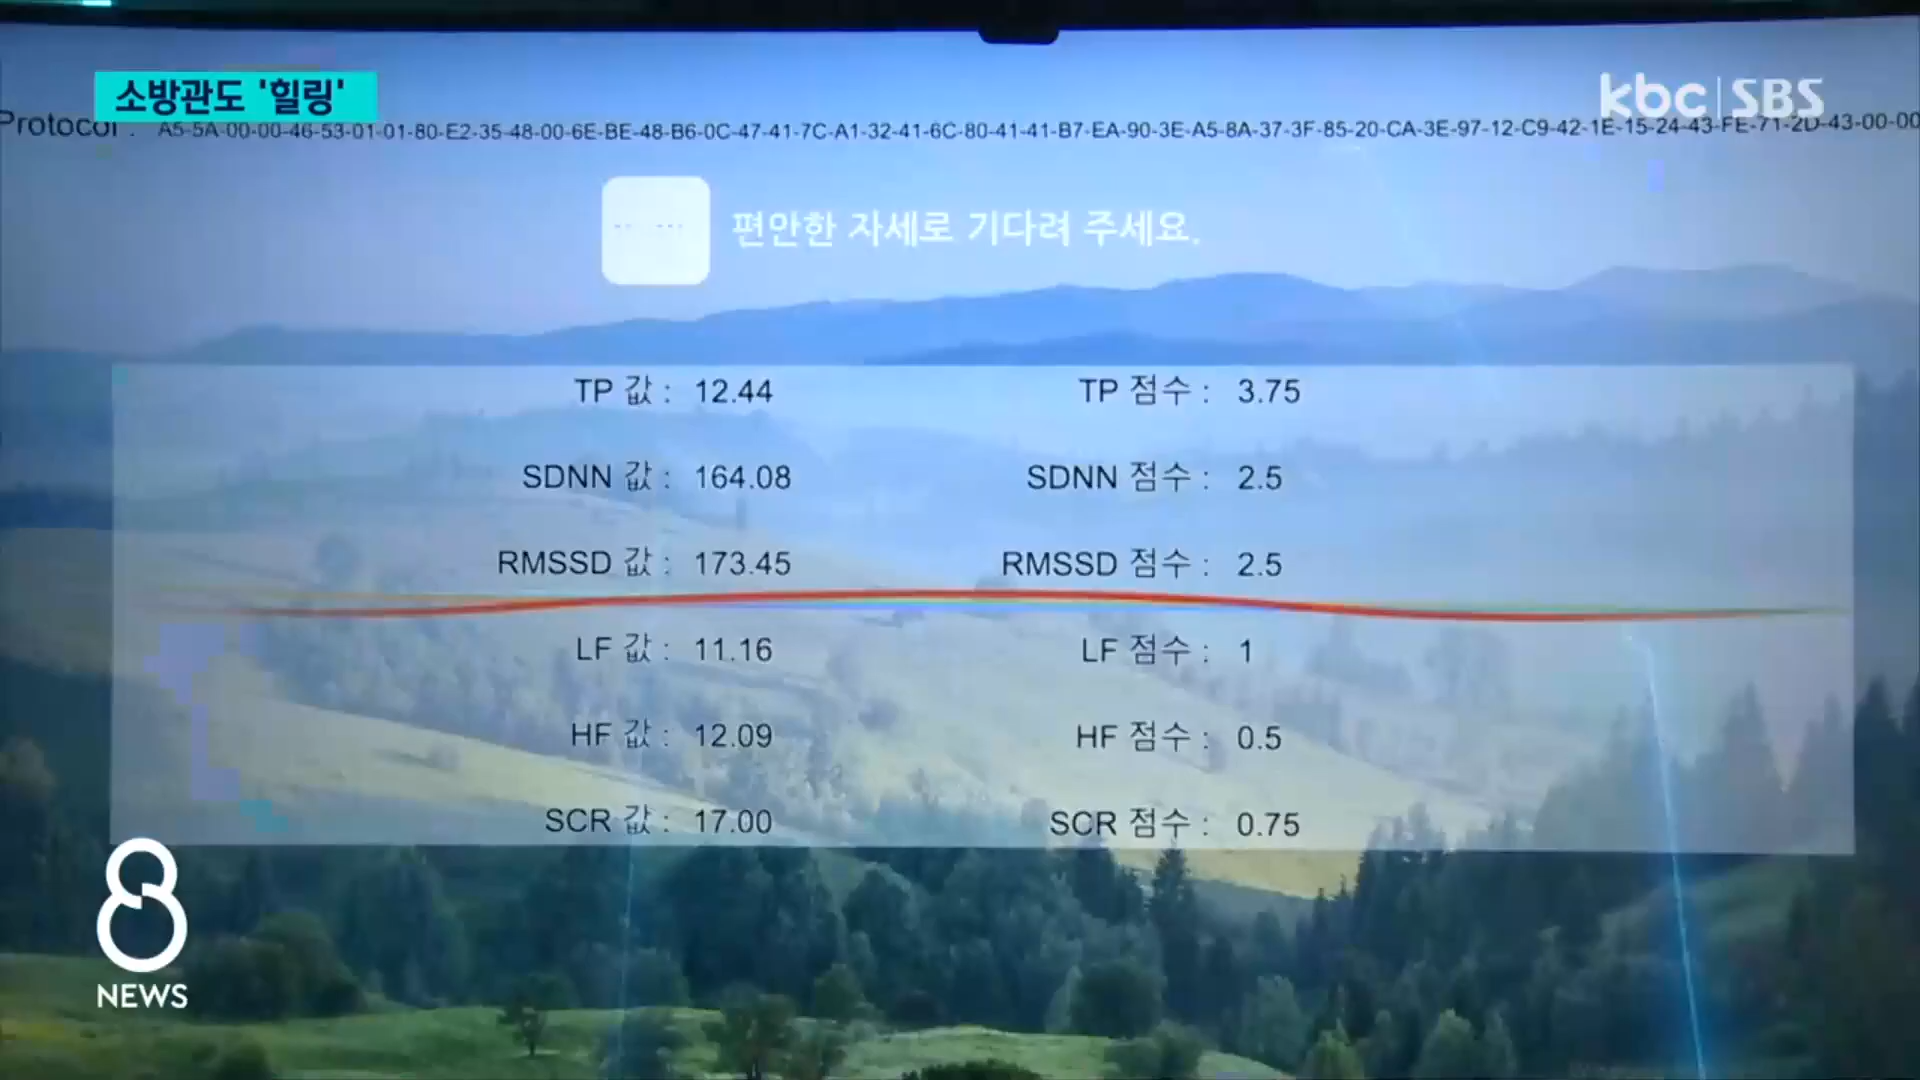 소방관도 '힐링'
kbc SBS
Protocol : A5-5A-00-00-46-53-01-01-80-E2-35-48-00-6E-BE-48-B6-0C-47-41-7C-A1-32-41-6C-80-41-41-B7-EA-90-3E-A5-8A-37-3F-85-20-CA-3E-97-12-C9-42-1E-15-24-43-FE-71-2D-43-00-00
편안한 자세로 기다려 주세요.
TP 값 : 12.44 TP 점수 : 3.75
SDNN 값 : 164.08 SDNN 점수 : 2.5
RMSSD 값 : 173.45 RMSSD 점수 : 2.5
LF 값 : 11.16 LF 점수 : 1
HF 값 : 12.09 HF 점수 : 0.5
SCR 값 : 17.00 SCR 점수 : 0.75
8
NEWS